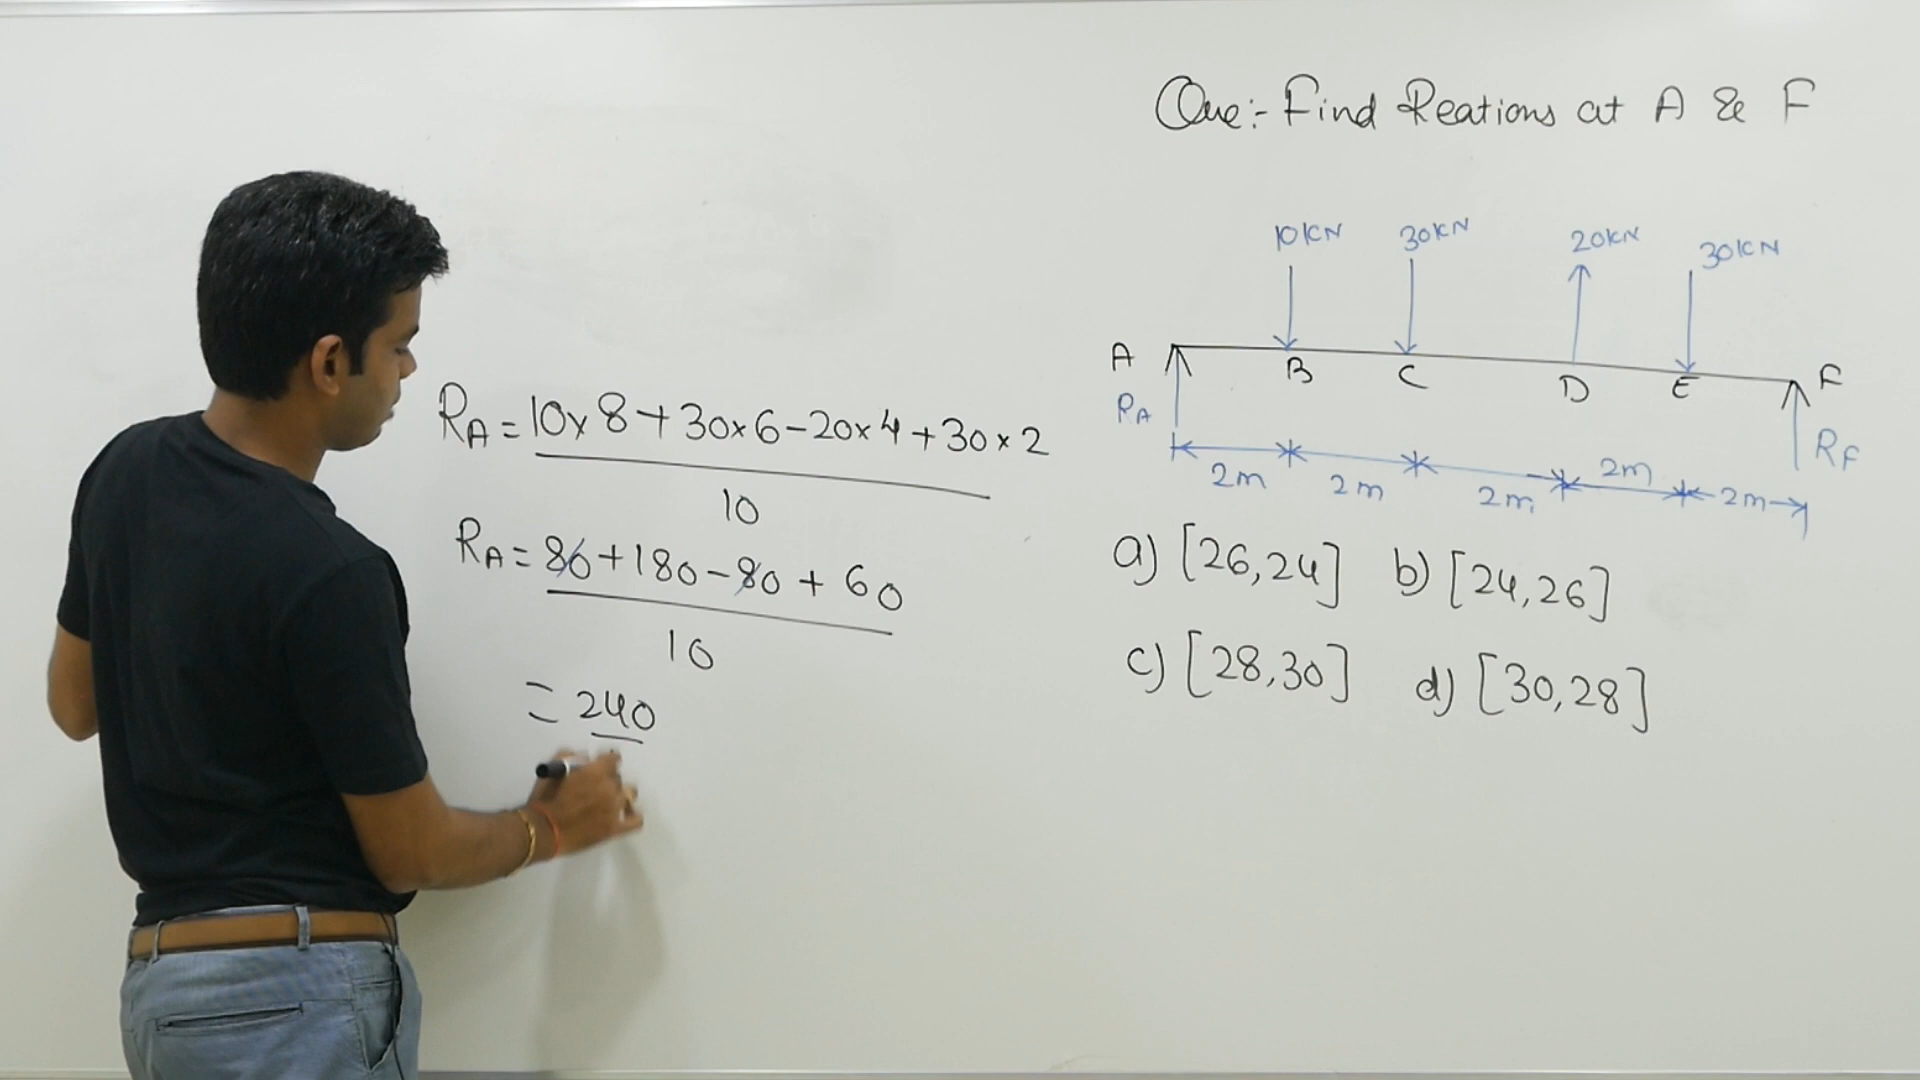 Que:- Find Reations at A & F
10KN 30KN 20KN 30KN
A B C D E F
RA RF
2m 2m 2m 2m 2m
a) [26,24] b) [24,26]
c) [28,30] d) [30,28]
RA = 10x8+30x6-20x4+30x2
10
RA = 80+180-80+60
10
= 240